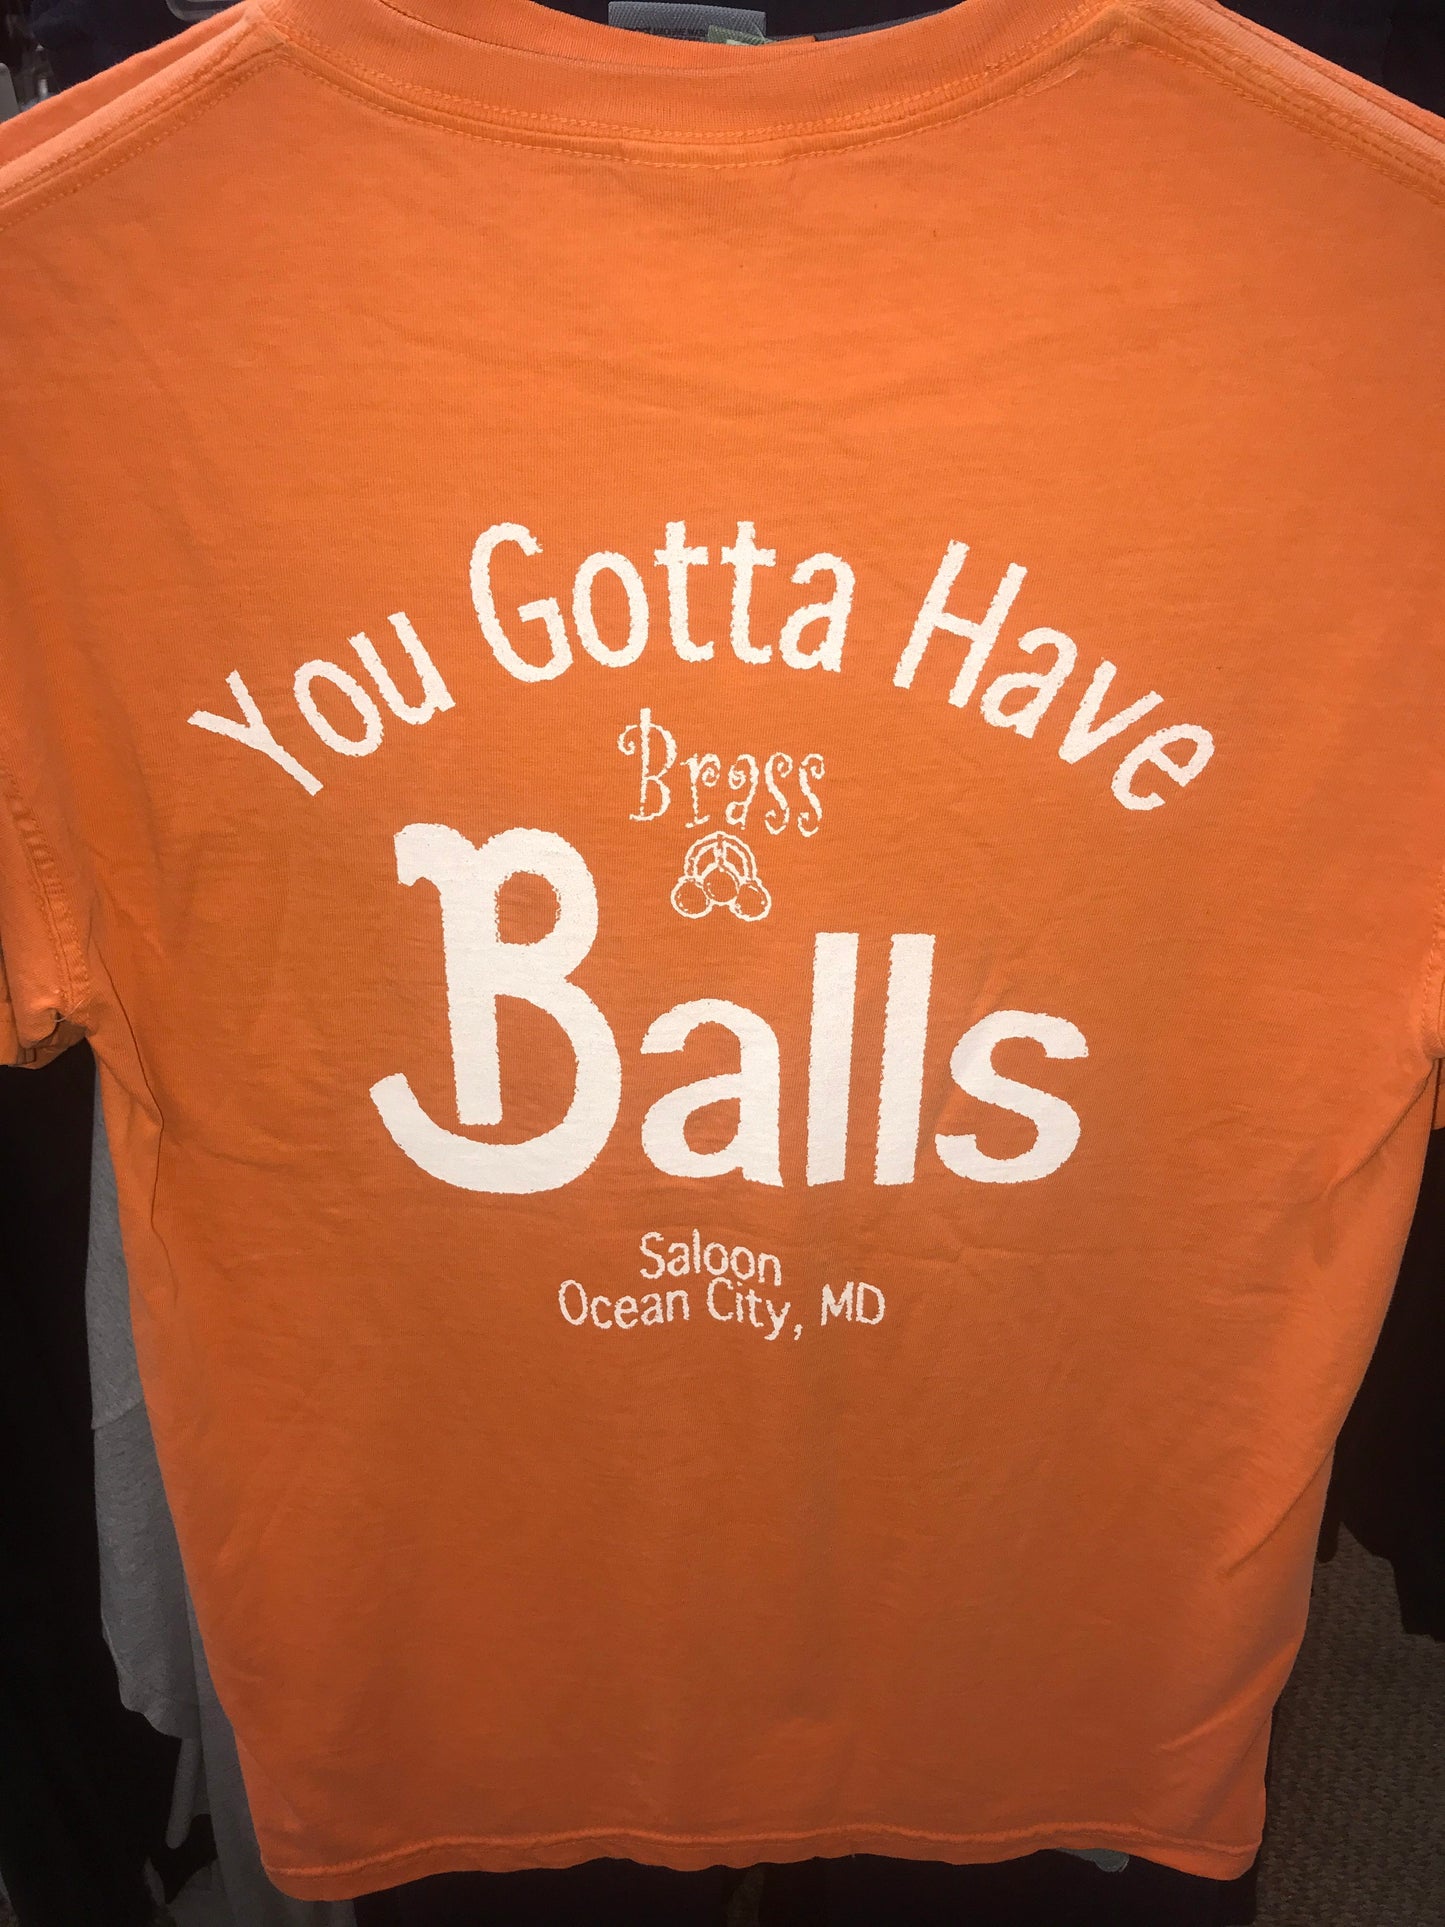 You Gotta Have
Brass
Balls
Saloon
Ocean City, MD